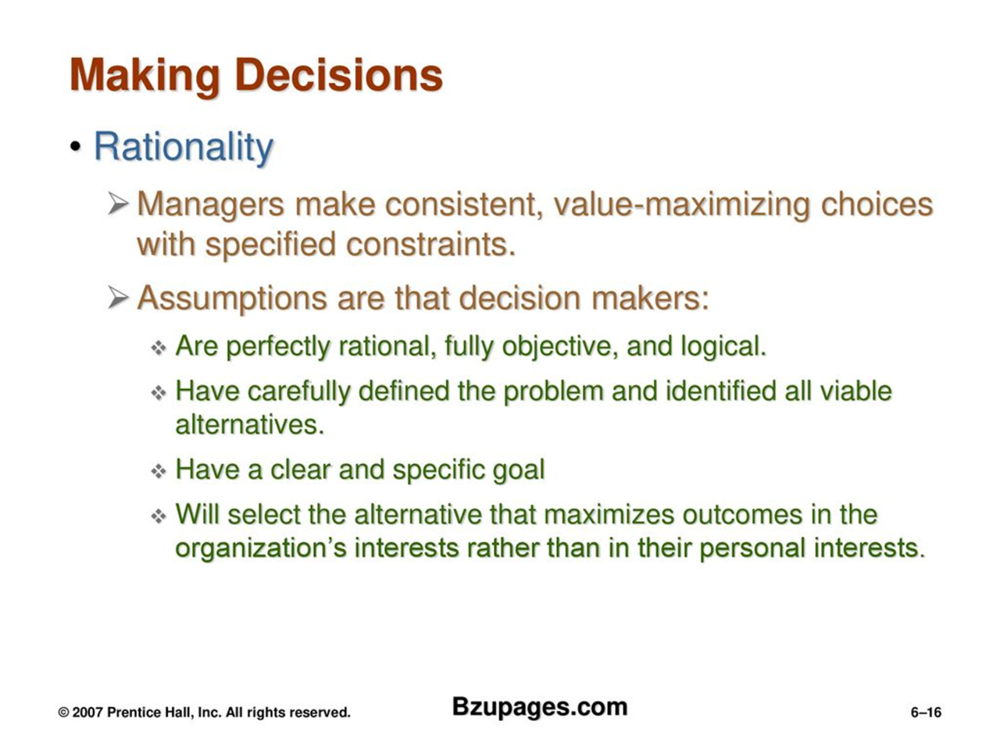 Making Decisions
• Rationality
➢ Managers make consistent, value-maximizing choices
with specified constraints.
➢ Assumptions are that decision makers:
❖ Are perfectly rational, fully objective, and logical.
❖ Have carefully defined the problem and identified all viable
alternatives.
❖ Have a clear and specific goal
❖ Will select the alternative that maximizes outcomes in the
organization’s interests rather than in their personal interests.
© 2007 Prentice Hall, Inc. All rights reserved.
Bzupages.com
6–16